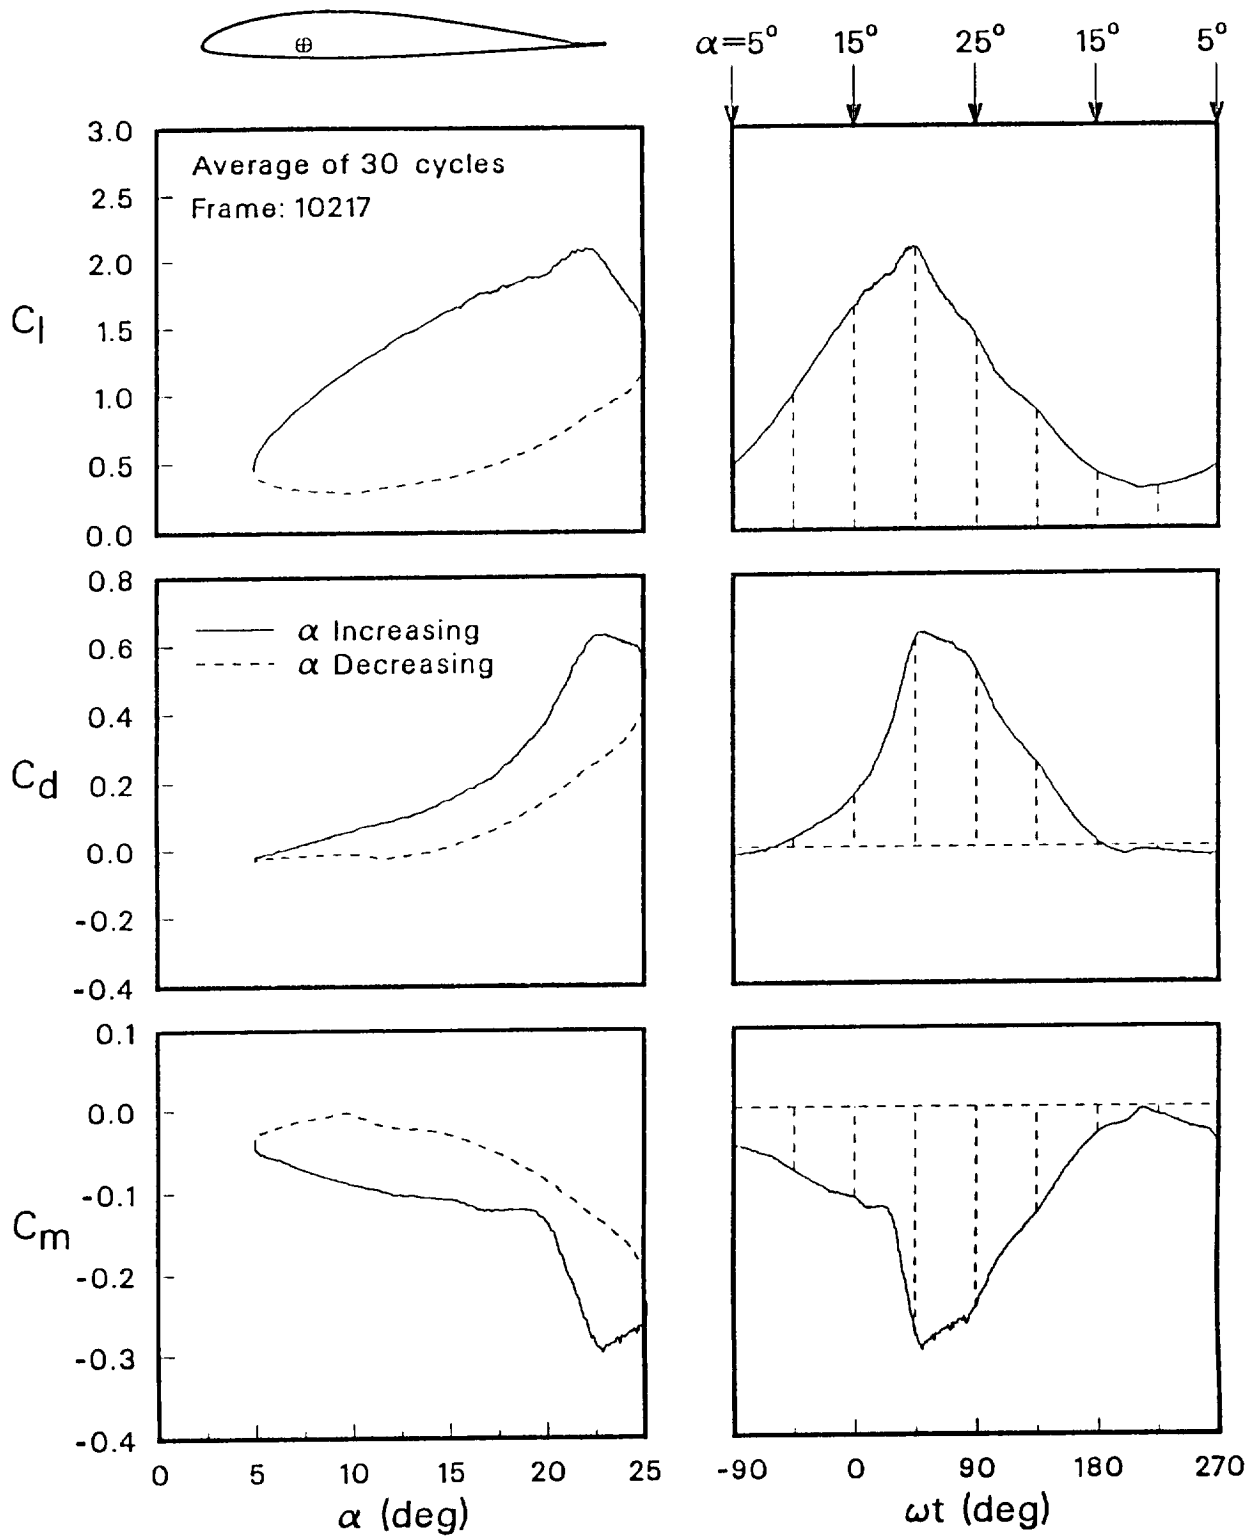 α=5° 15° 25° 15° 5°
3.0
2.5
2.0
1.5
1.0
0.5
0.0
Cl
Average of 30 cycles
Frame: 10217
0.8
0.6
0.4
0.2
0.0
-0.2
-0.4
Cd
α Increasing
α Decreasing
0.1
0.0
-0.1
-0.2
-0.3
-0.4
Cm
0 5 10 15 20 25
α (deg)
-90 0 90 180 270
ωt (deg)